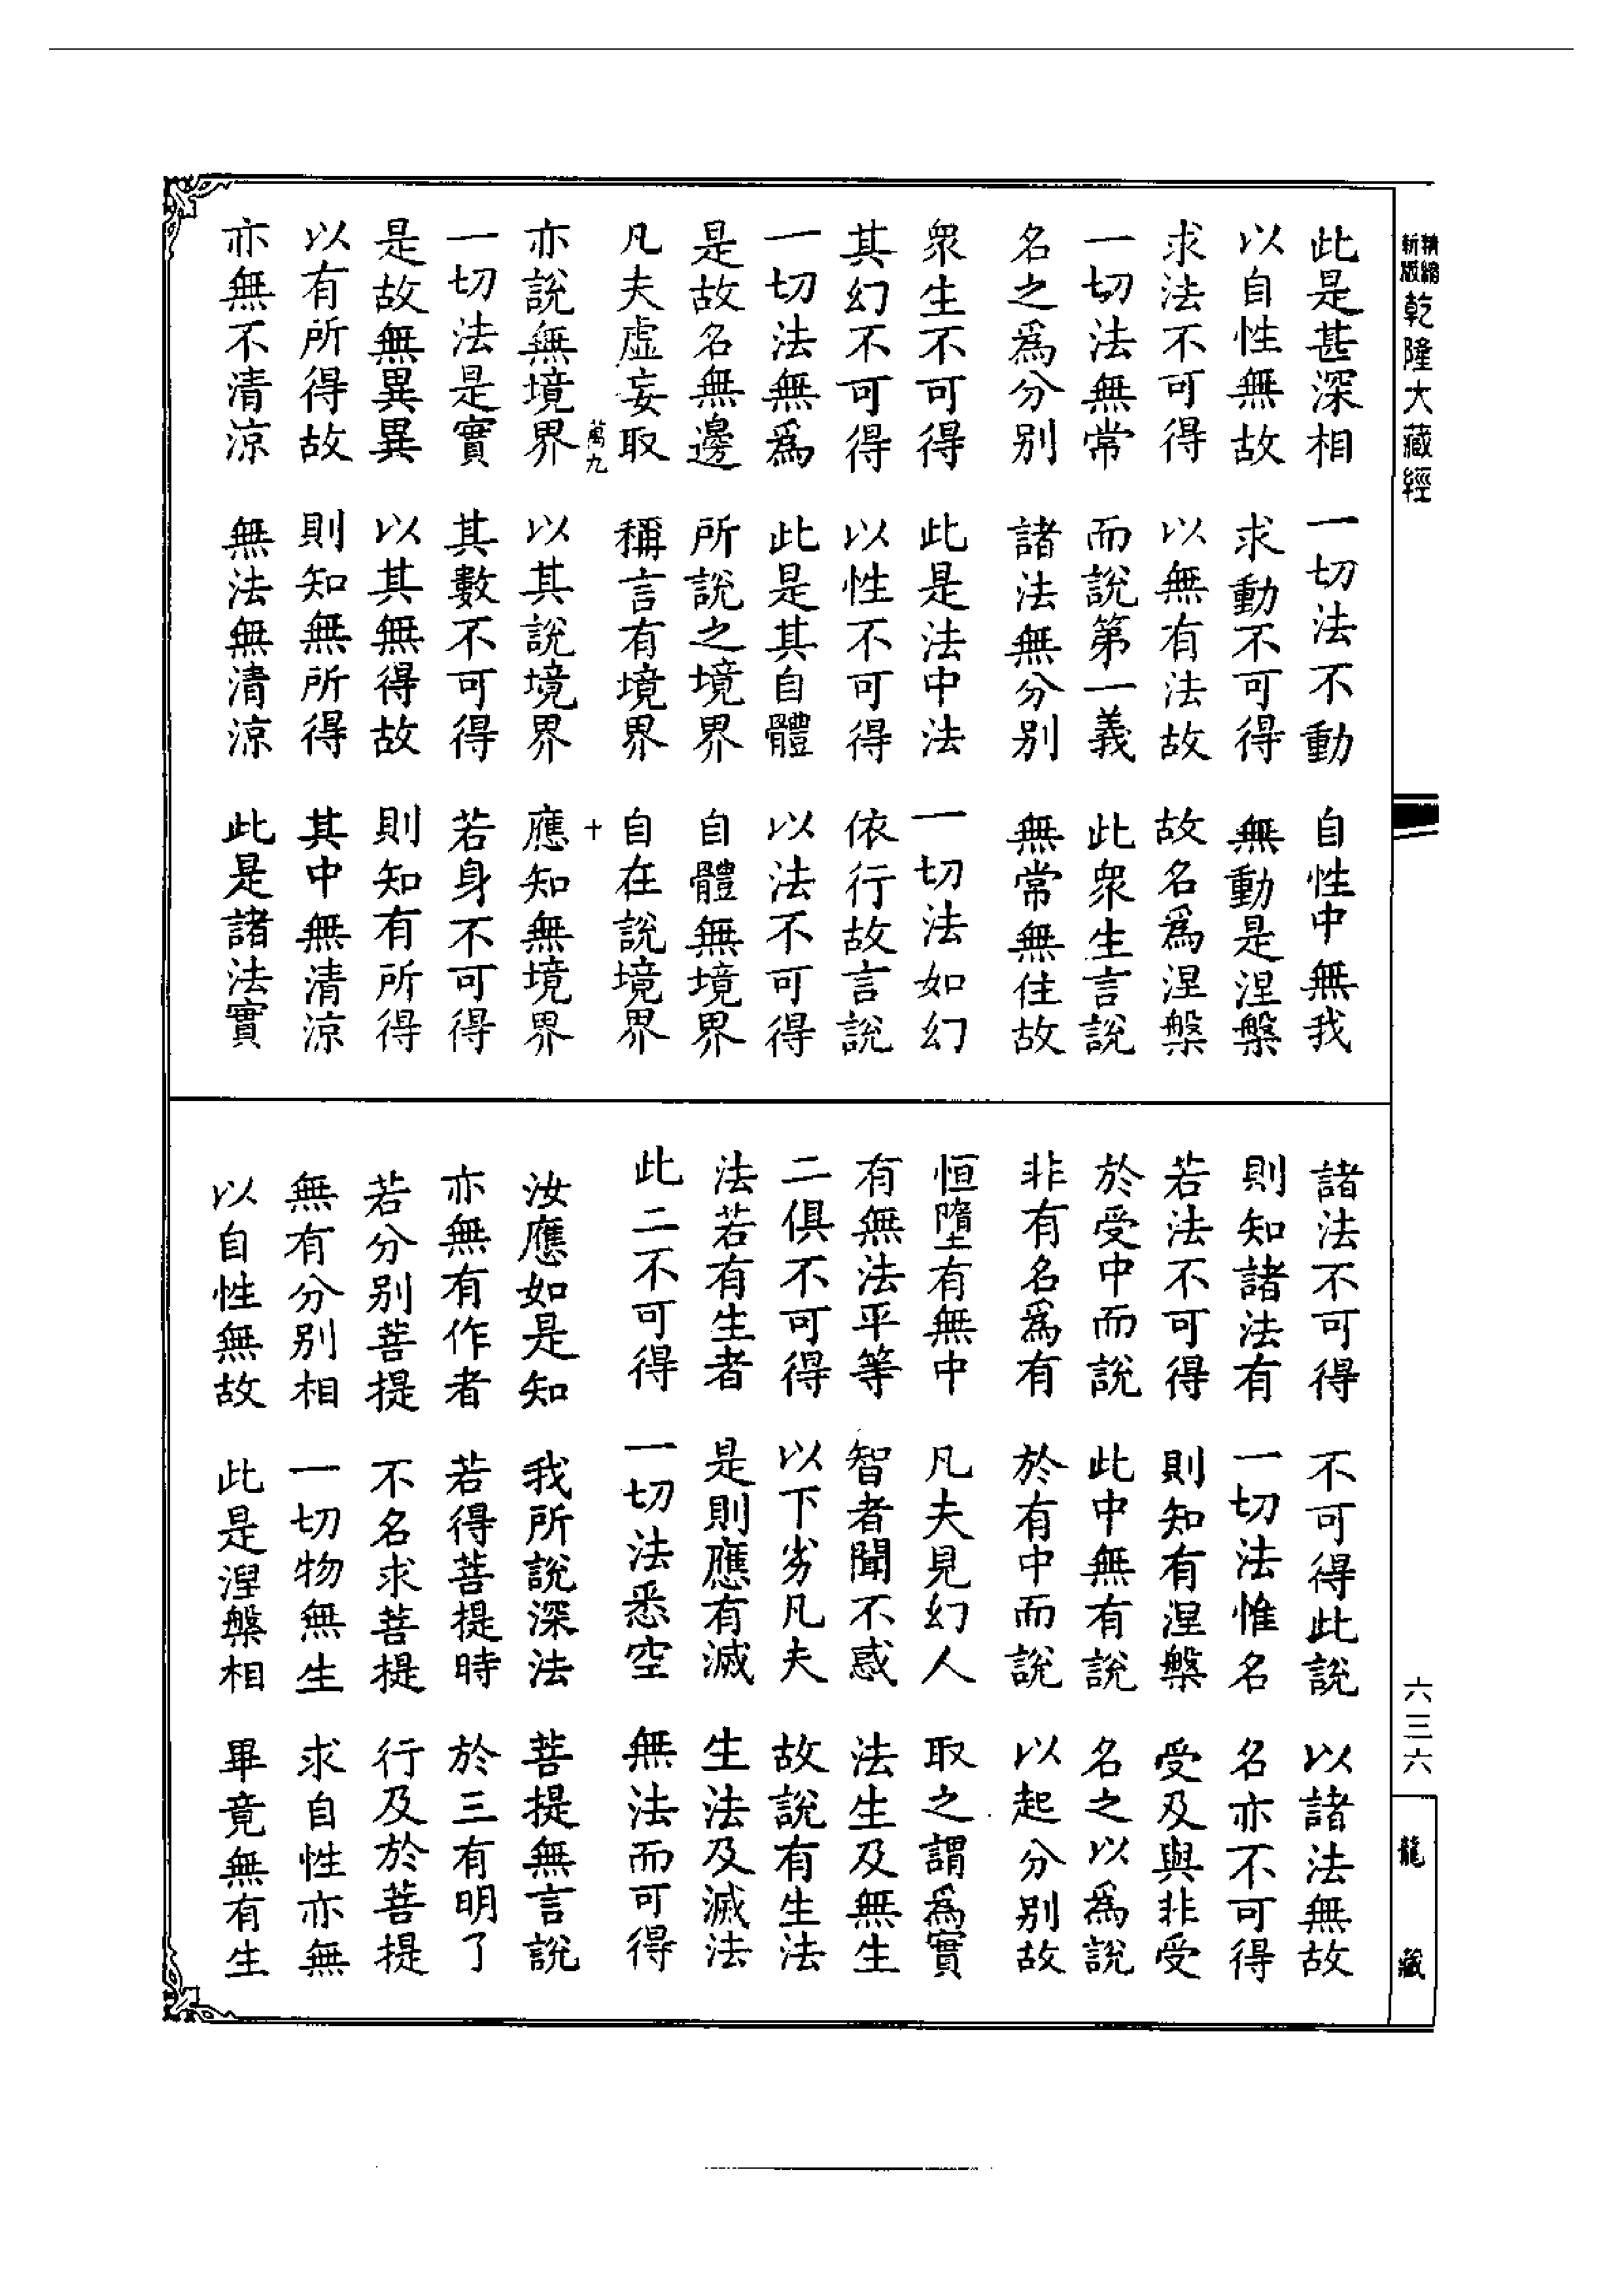 精縮新版乾隆大藏經
此是甚深相　一切法不動　自性中無我
以自性無故　求動不可得　無動是涅槃
求法不可得　以無有法故　故名爲涅槃
一切法無常　而說第一義　此衆生言說
名之爲分別　諸法無分別　無常無住故
衆生不可得　此是法中法　一切法如幻
其幻不可得　以性不可得　依行故言說
一切法無爲　此是其自體　以法不可得
是故名無邊　所說之境界　自體無境界
凡夫虛妄取　稱言有境界　自在說境界
萬九　十
亦說無境界　以其說境界　應知無境界
一切法是實　其數不可得　若身不可得
是故無異異　以其無得故　則知有所得
以有所得故　則知無所得　其中無清涼
亦無不清涼　無法無清涼　此是諸法實
諸法不可得　不可得此說　以諸法無故
則知諸法有　一切法惟名　名亦不可得
若法不可得　則知有涅槃　受及與非受
於受中而說　此中無有說　名之以爲說
非有名爲有　於有中而說　以起分別故
恒墮有無中　凡夫見幻人　取之謂爲實
有無法平等　智者聞不惑　法生及無生
二俱不可得　以下劣凡夫　故說有生法
法若有生者　是則應有滅　生法及滅法
此二不可得　一切法悉空　無法而可得
汝應如是知　我所說深法　菩提無言說
亦無有作者　若得菩提時　於三有明了
若分別菩提　不名求菩提　行及於菩提
無有分別相　一切物無生　求自性亦無
以自性無故　此是涅槃相　畢竟無有生
六三六
龍藏